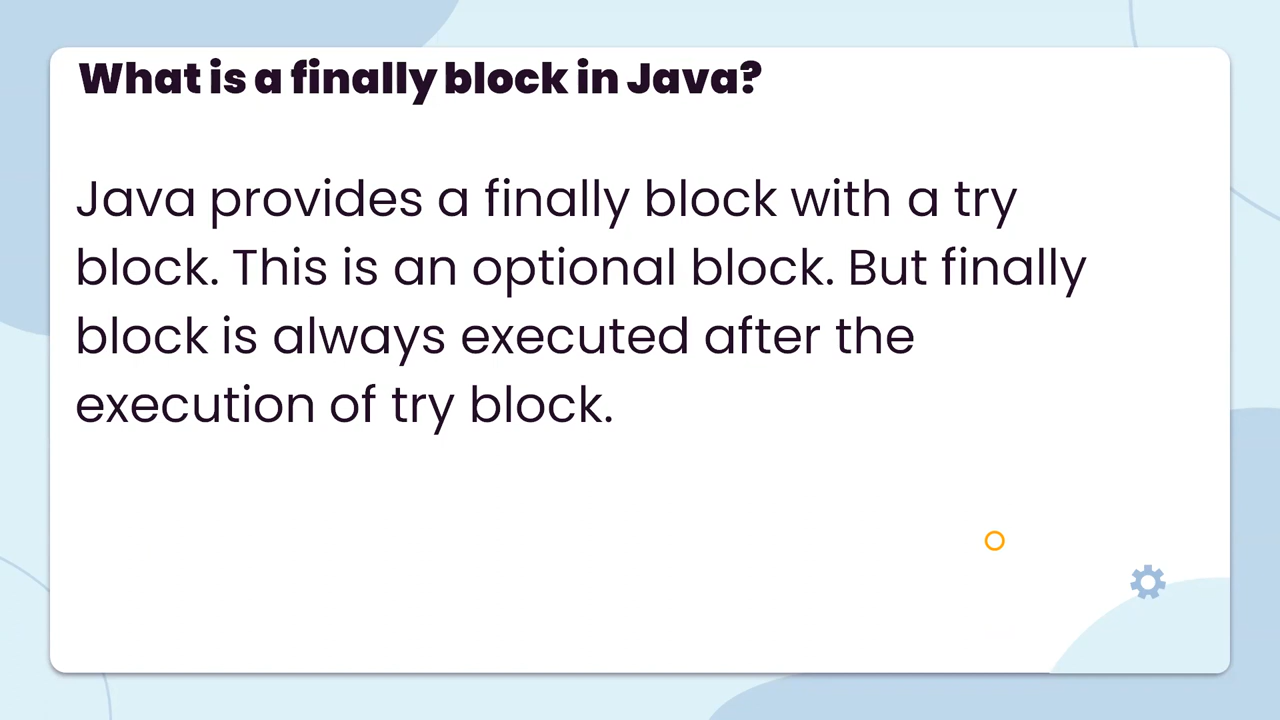 What is a finally block in Java?
Java provides a finally block with a try
block. This is an optional block. But finally
block is always executed after the
execution of try block.